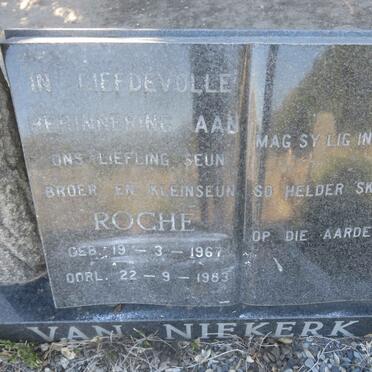 IN LIEFDEVOLLE
HERINNERING AAN
ONS LIEFLING SEUN
BROER EN KLEINSEUN
ROCHE
GEB. 19 - 3 - 1967
OORL. 22 - 9 - 1983
MAG SY LIG IN
SO HELDER SK
OP DIE AARDE
VAN NIEKERK